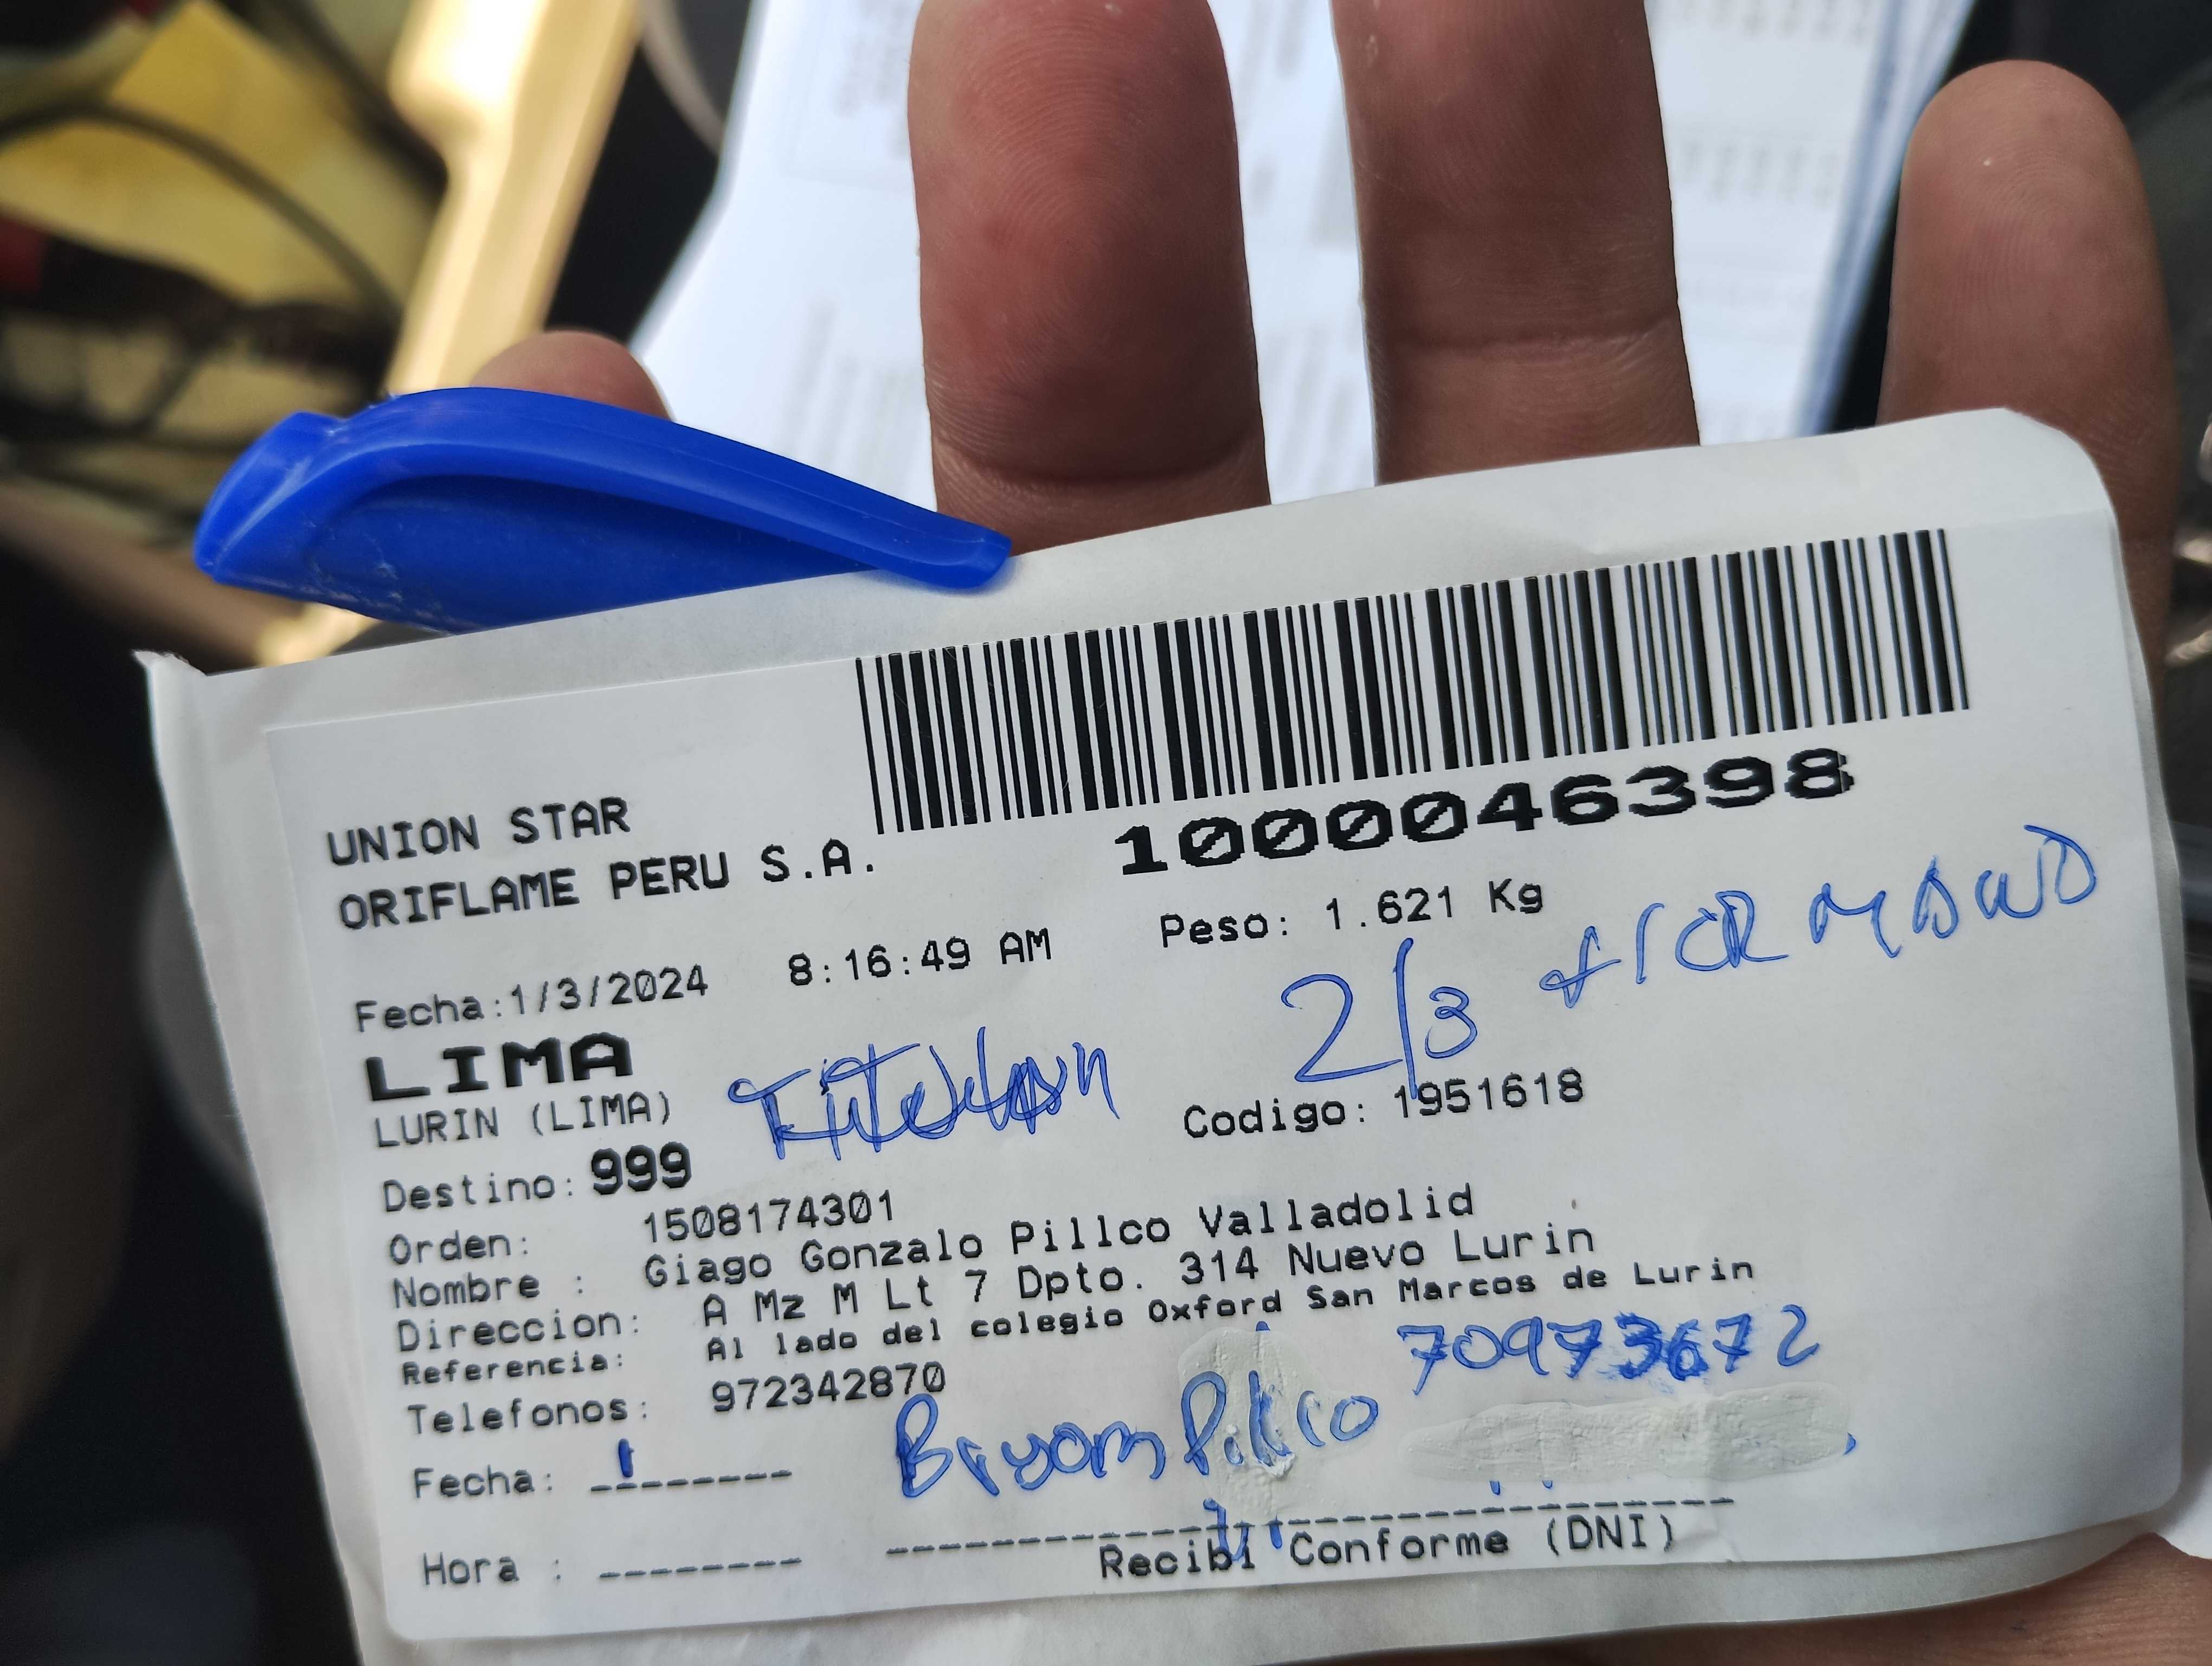 1000046398
UNION STAR
ORIFLAME PERU S.A.
Peso: 1.621 Kg
Fecha:1/3/2024 8:16:49 AM
2/3
LIMA
LURIN (LIMA)
Codigo: 1951618
Destino: 999
Orden: 1508174301
Nombre : Giago Gonzalo Pillco Valladolid
Direccion: A Mz M Lt 7 Dpto. 314 Nuevo Lurin
Referencia: Al lado del colegio Oxford San Marcos de Lurin
Telefonos: 972342870
70973672
Bryam Pillco
Fecha: --------
Hora : --------
Recibi Conforme (DNI)